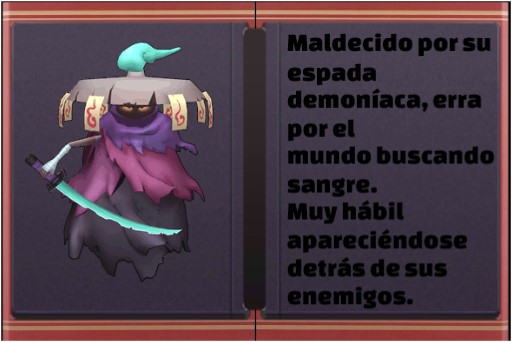 Maldecido por su
espada
demoníaca, erra
por el
mundo buscando
sangre.
Muy hábil
apareciéndose
detrás de sus
enemigos.